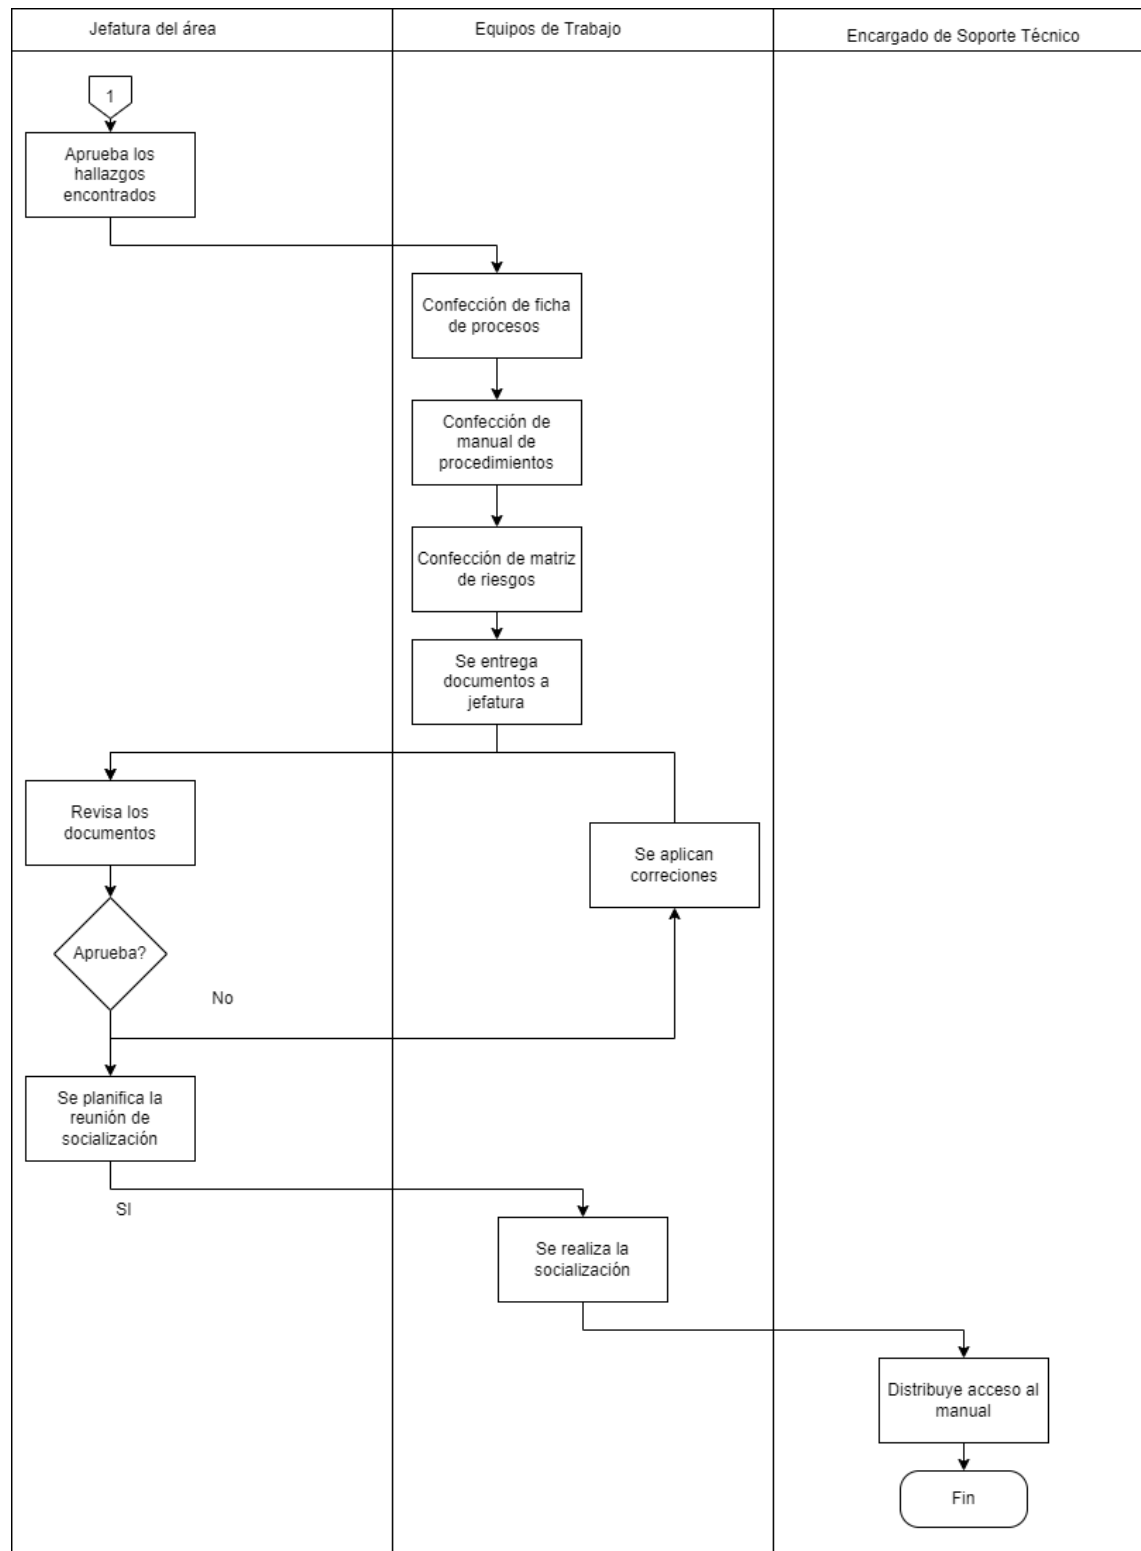 Jefatura del área
Equipos de Trabajo
Encargado de Soporte Técnico
1
Aprueba los
hallazgos
encontrados
Confección de ficha
de procesos
Confección de
manual de
procedimientos
Confección de matriz
de riesgos
Se entrega
documentos a
jefatura
Revisa los
documentos
Se aplican
correciones
Aprueba?
No
Se planifica la
reunión de
socialización
SI
Se realiza la
socialización
Distribuye acceso al
manual
Fin